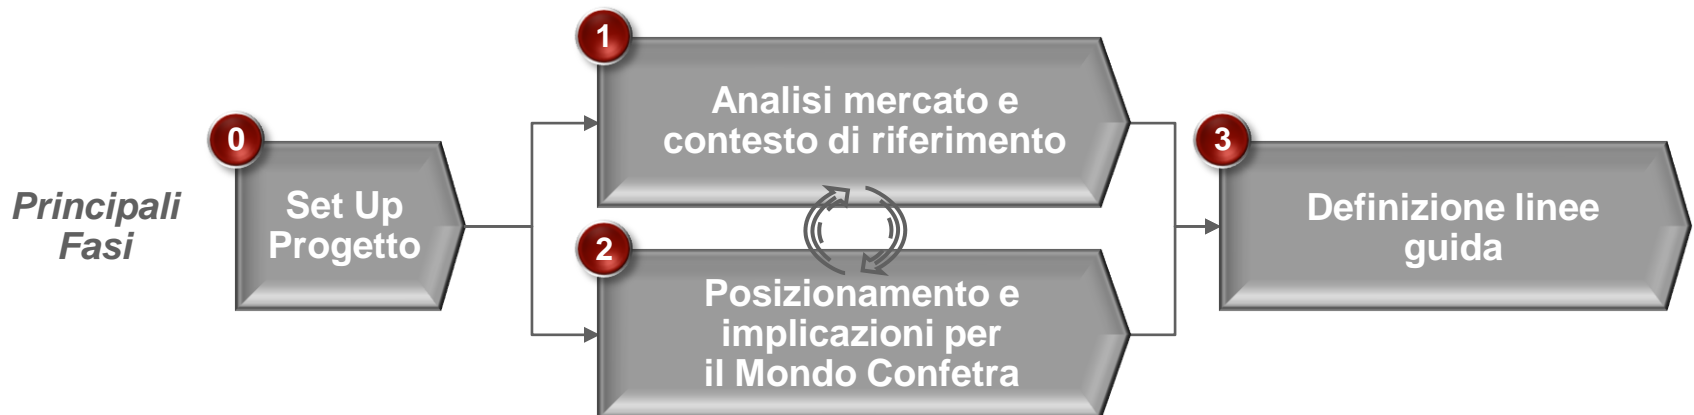 Principali
Fasi
0
Set Up
Progetto
1
Analisi mercato e
contesto di riferimento
2
Posizionamento e
implicazioni per
il Mondo Confetra
3
Definizione linee
guida